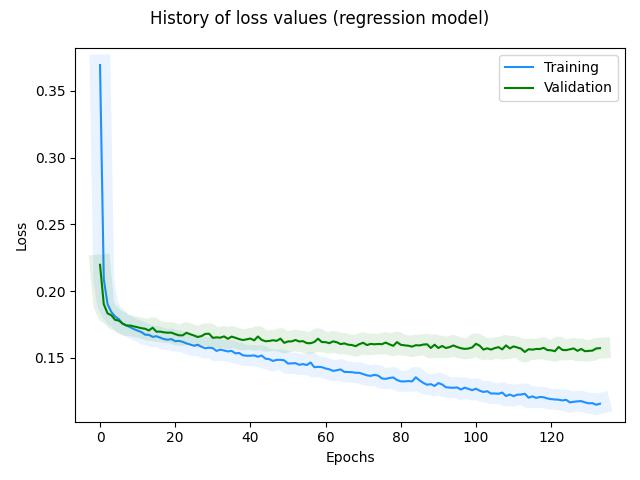 History of loss values (regression model)
Training
Validation
0.35
0.30
0.25
0.20
0.15
Loss
0 20 40 60 80 100 120
Epochs